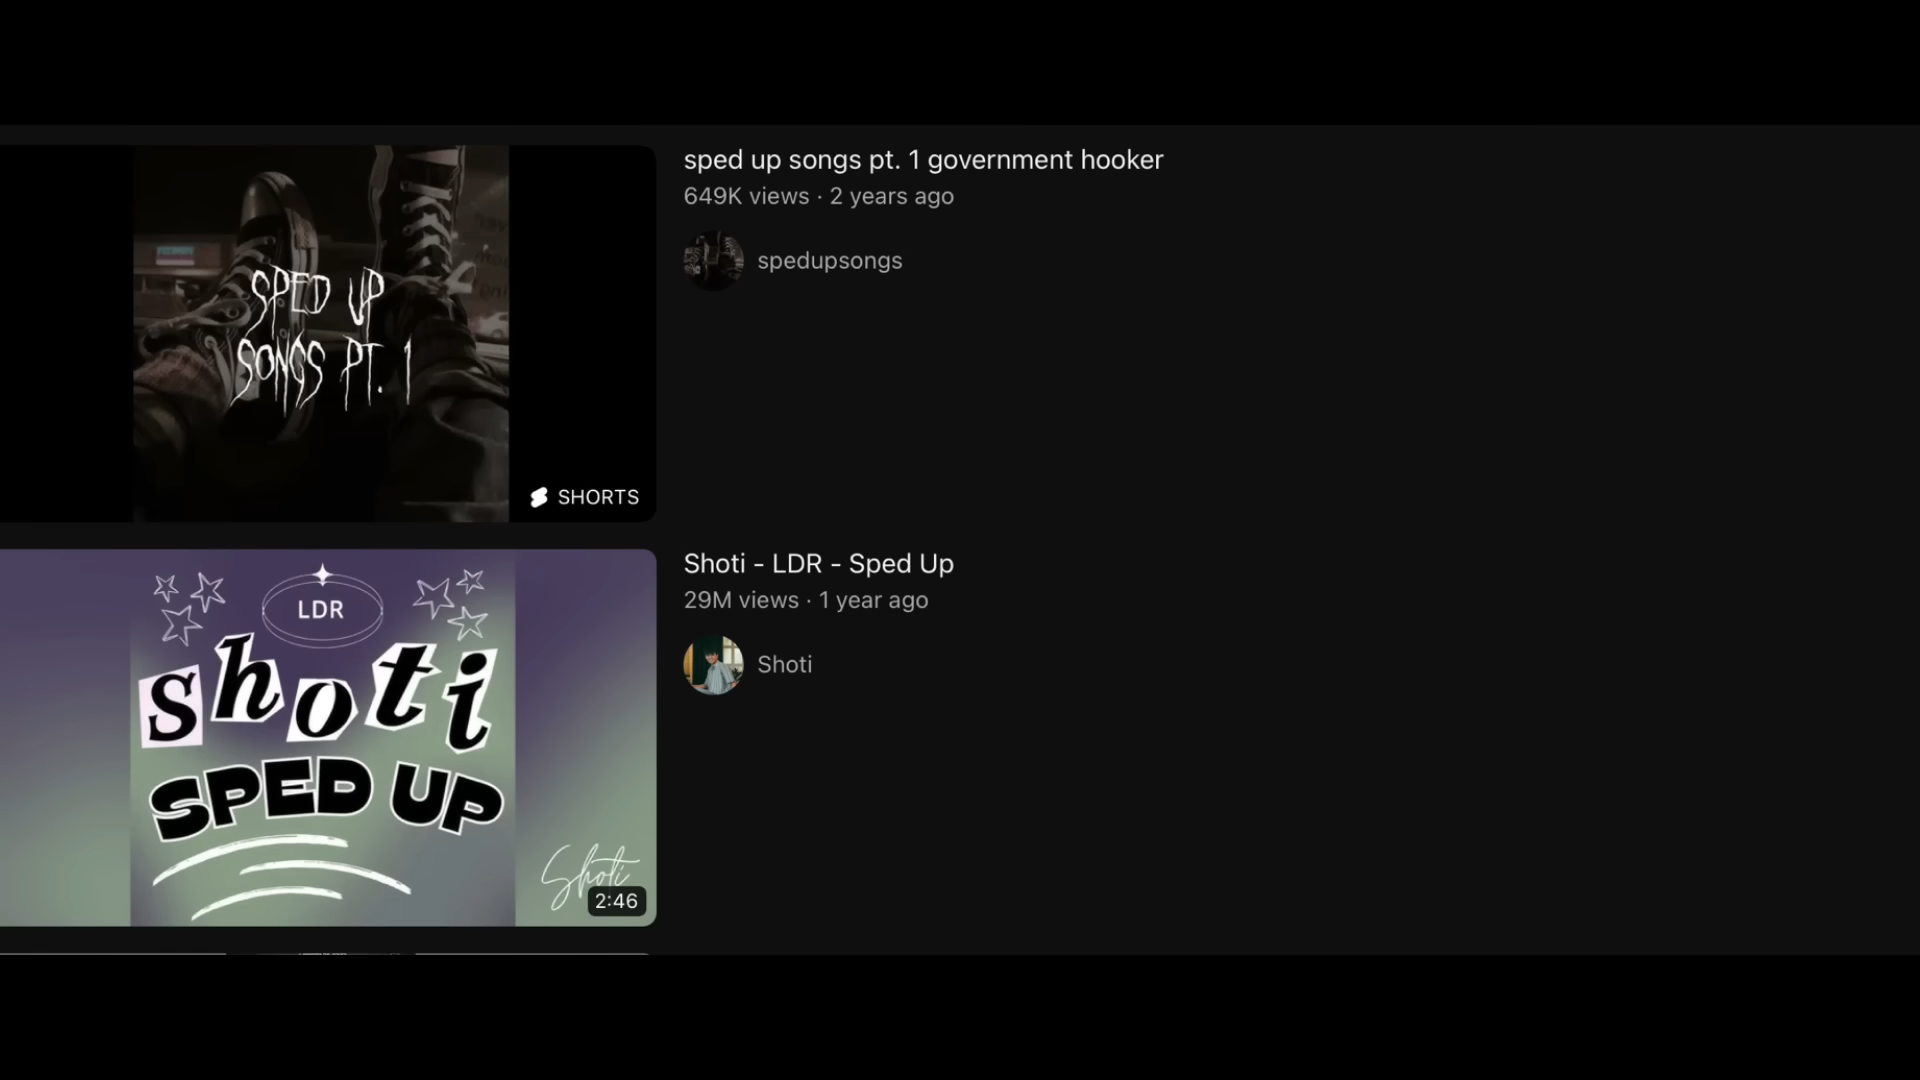 sped up songs pt. 1 government hooker
649K views · 2 years ago
spedupsongs
SPED UP
SONGS PT. 1
SHORTS
Shoti - LDR - Sped Up
29M views · 1 year ago
Shoti
LDR
Shoti
SPED UP
Shoti
2:46